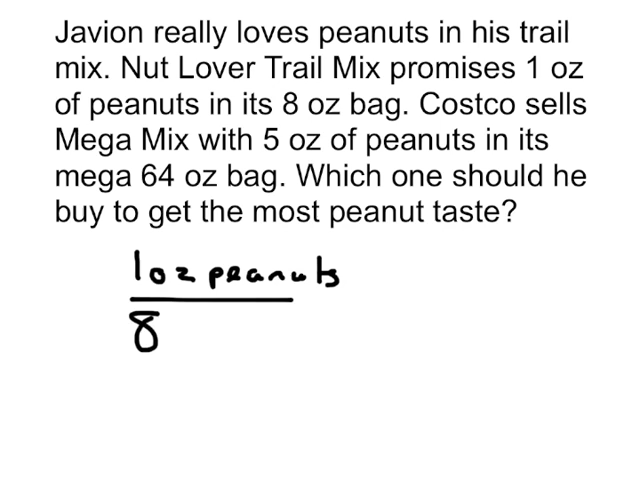 Javion really loves peanuts in his trail
mix. Nut Lover Trail Mix promises 1 oz
of peanuts in its 8 oz bag. Costco sells
Mega Mix with 5 oz of peanuts in its
mega 64 oz bag. Which one should he
buy to get the most peanut taste?
1 oz peanuts
8